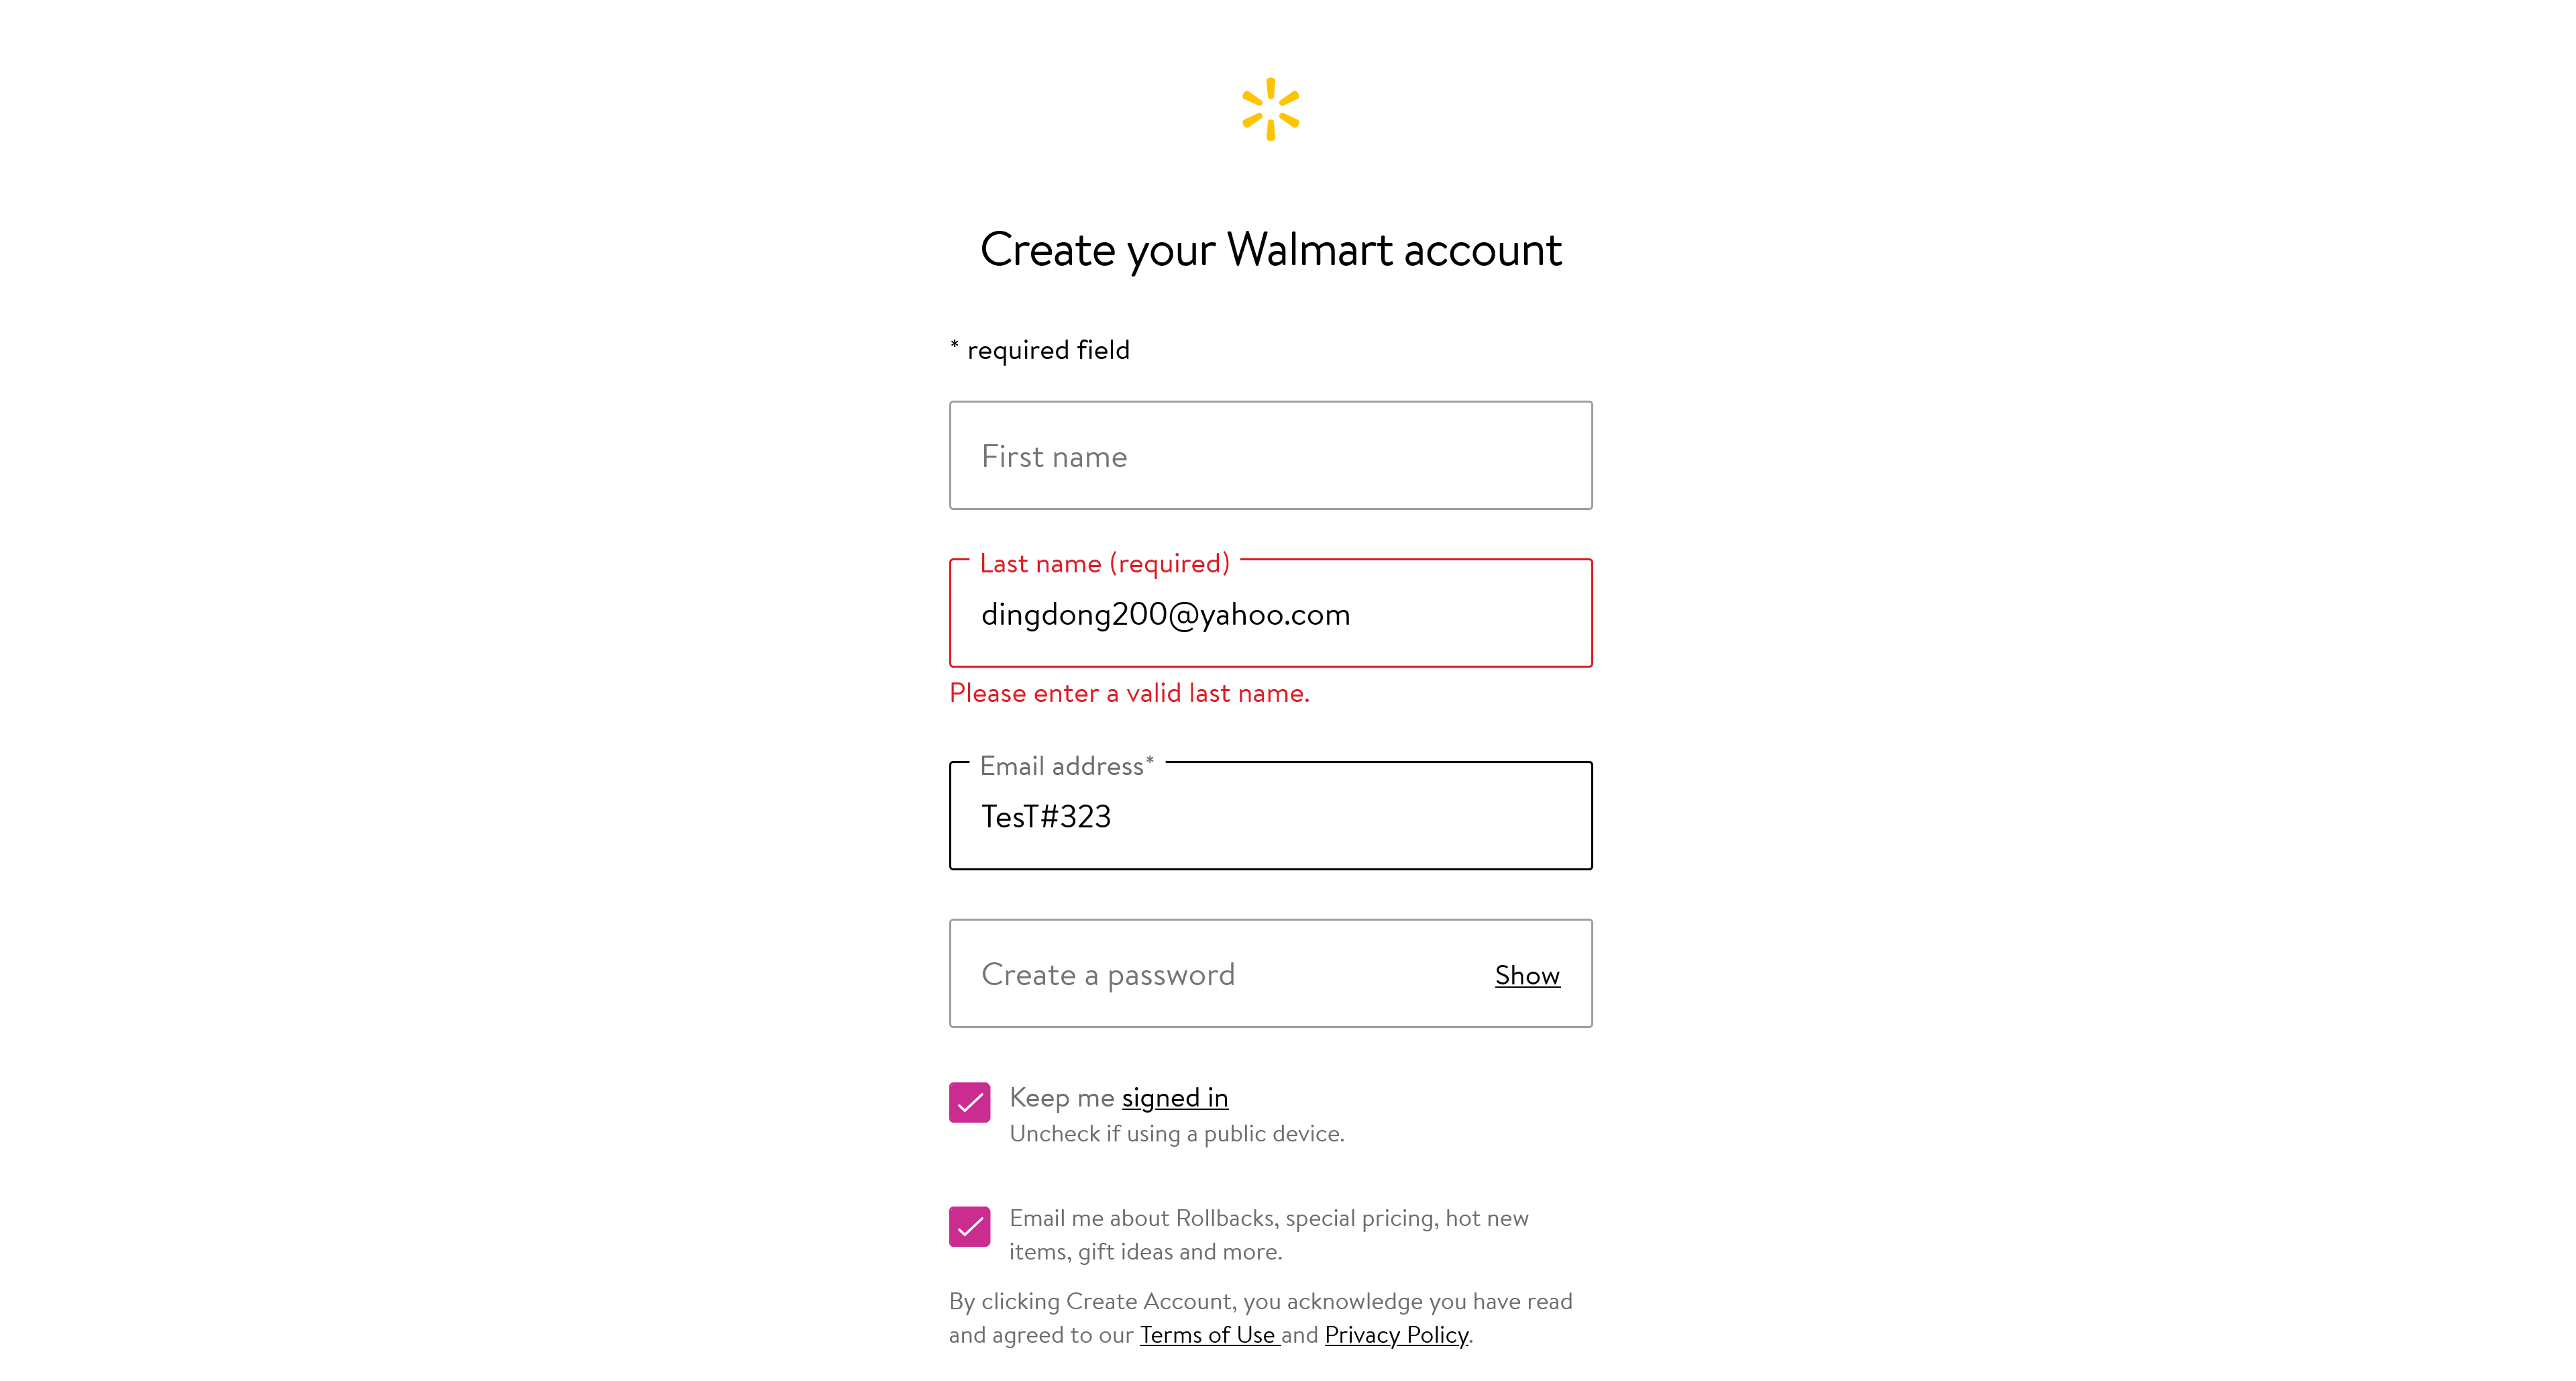 Create your Walmart account
* required field
First name
Last name (required)
dingdong200@yahoo.com
Please enter a valid last name.
Email address*
TesT#323
Create a password
Show
Keep me signed in
Uncheck if using a public device.
Email me about Rollbacks, special pricing, hot new
items, gift ideas and more.
By clicking Create Account, you acknowledge you have read
and agreed to our Terms of Use and Privacy Policy.